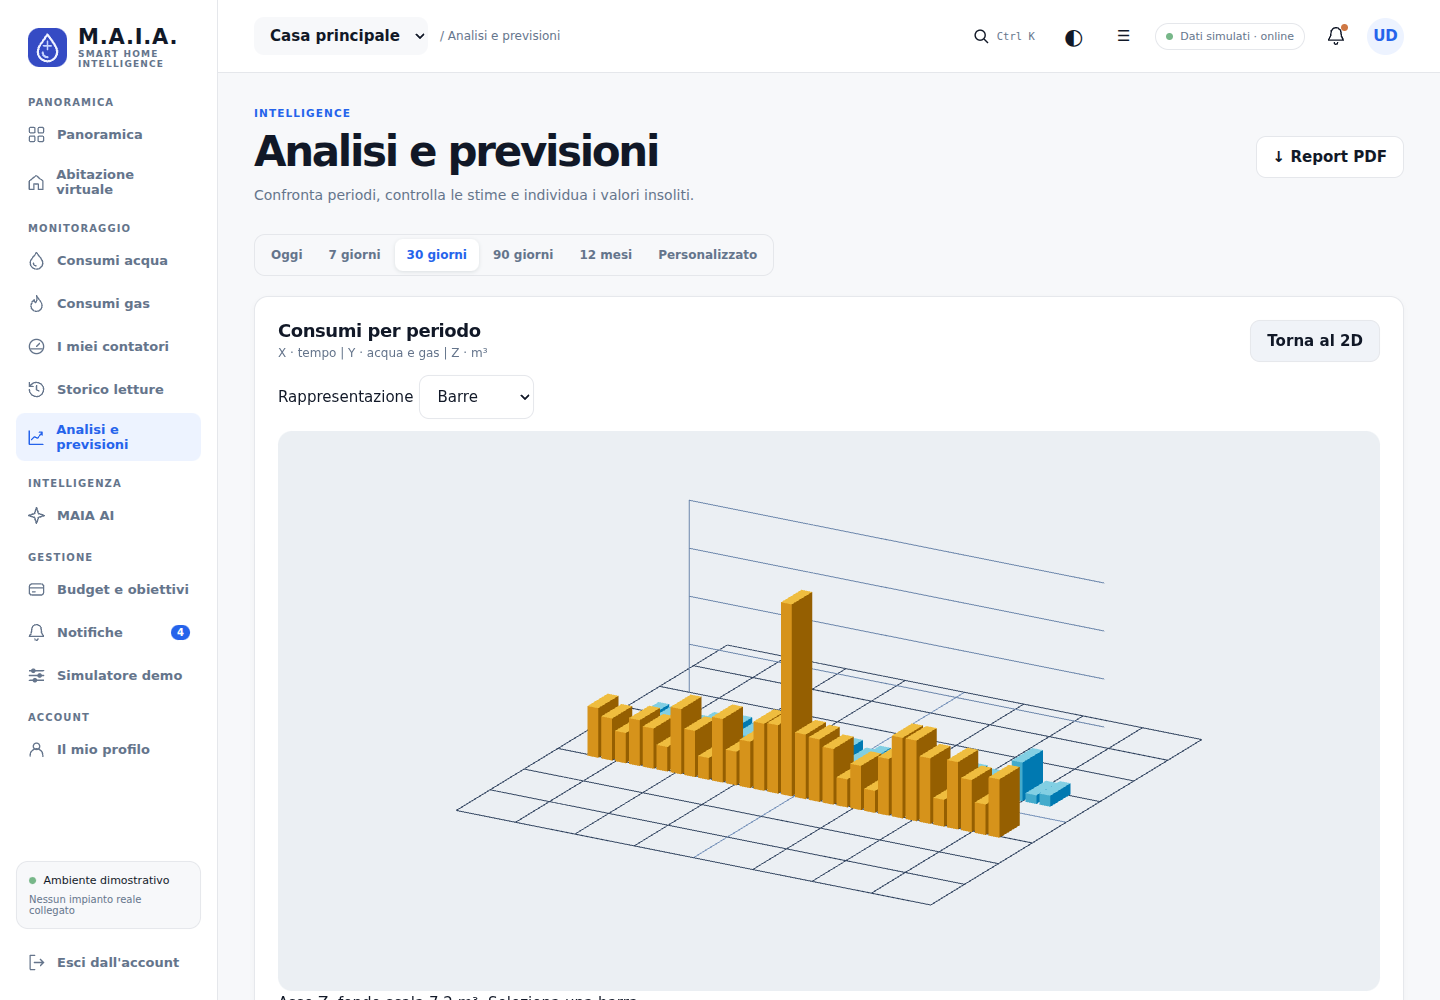 M.A.I.A.
SMART HOME
INTELLIGENCE
PANORAMICA
Panoramica
Abitazione
virtuale
MONITORAGGIO
Consumi acqua
Consumi gas
I miei contatori
Storico letture
Analisi e
previsioni
INTELLIGENZA
MAIA AI
GESTIONE
Budget e obiettivi
Notifiche 4
Simulatore demo
ACCOUNT
Il mio profilo
Ambiente dimostrativo
Nessun impianto reale
collegato
Esci dall'account
Casa principale / Analisi e previsioni
Ctrl K
Dati simulati · online
UD
INTELLIGENCE
Analisi e previsioni
Confronta periodi, controlla le stime e individua i valori insoliti.
↓ Report PDF
Oggi 7 giorni 30 giorni 90 giorni 12 mesi Personalizzato
Consumi per periodo
X · tempo | Y · acqua e gas | Z · m³
Torna al 2D
Rappresentazione Barre